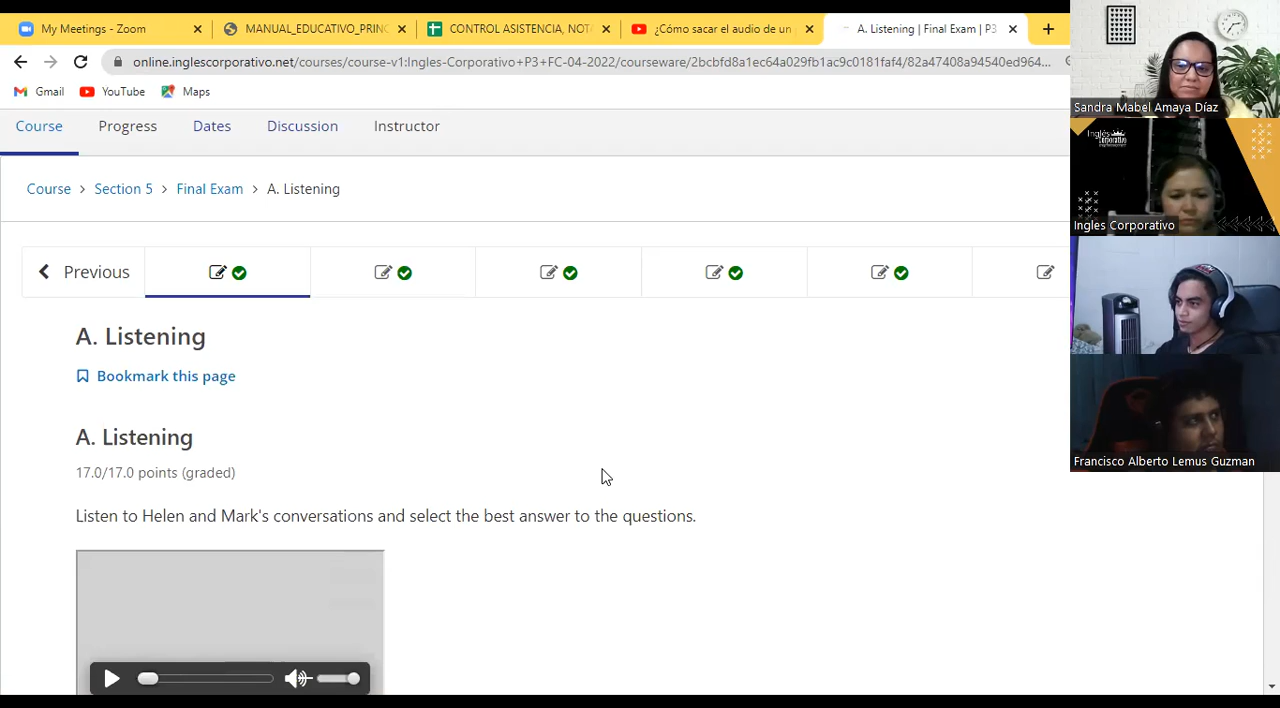 My Meetings - Zoom
MANUAL_EDUCATIVO_PRINC
CONTROL ASISTENCIA, NOTA
¿Cómo sacar el audio de un
A. Listening | Final Exam | P3
online.inglescorporativo.net/courses/course-v1:Ingles-Corporativo+P3+FC-04-2022/courseware/2bcbfd8a1ec64a029fb1ac9c0181faf4/82a47408a94540ed964...
Gmail
YouTube
Maps
Course
Progress
Dates
Discussion
Instructor
Course > Section 5 > Final Exam > A. Listening
Previous
A. Listening
Bookmark this page
A. Listening
17.0/17.0 points (graded)
Listen to Helen and Mark's conversations and select the best answer to the questions.
Sandra Mabel Amaya Díaz
Inglés
Corporativo
Ingles Corporativo
Francisco Alberto Lemus Guzman